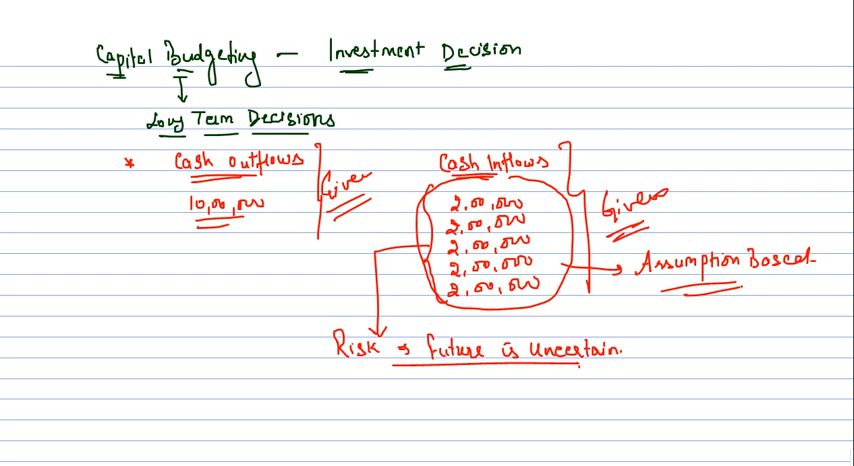 Capital Budgeting — Investment Decision
Long Term Decisions
* Cash Outflows
10,00,000
Given
Cash Inflows
2,00,000
2,00,000
2,00,000
2,00,000
2,00,000
Given
Assumption Based
Risk → Future is Uncertain.